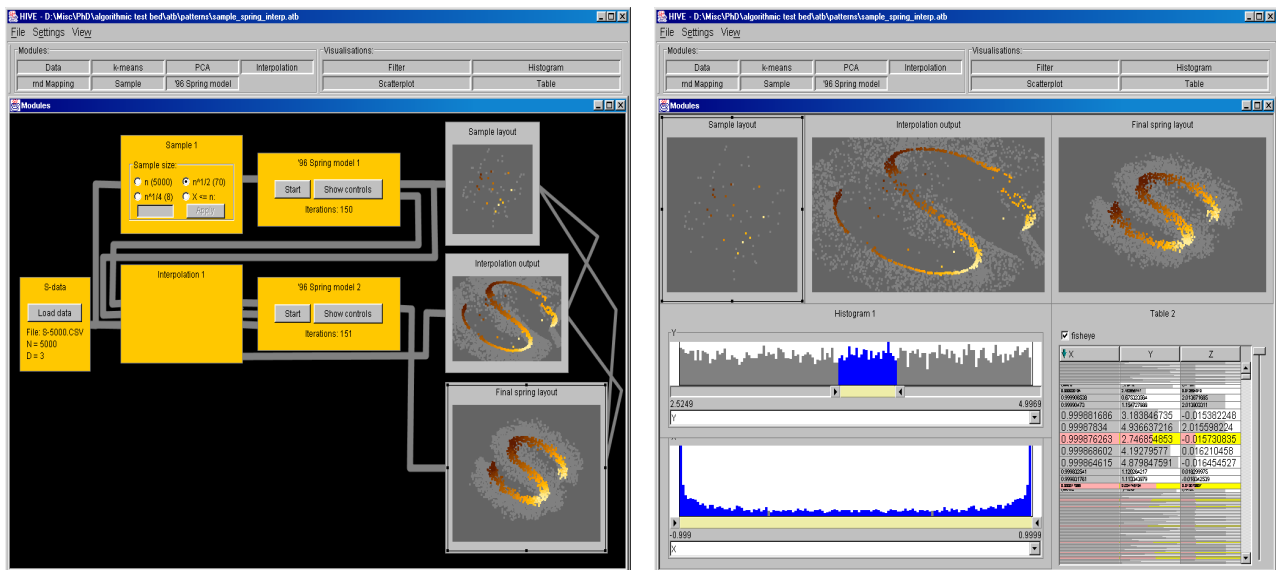 HIVE - D:\Misc\PhD\algorithmic test bed\atb\patterns\sample_spring_interp.atb
File Settings View
Modules:
Visualisations:
Data k-means PCA Interpolation
Filter Histogram
rnd Mapping Sample '96 Spring model
Scatterplot Table
Modules
Sample 1
Sample size:
n (5000) n^1/2 (70)
n^1/4 (8) X <= n:
Apply
'96 Spring model 1
Start Show controls
Iterations: 150
Sample layout
Interpolation 1
'96 Spring model 2
Start Show controls
Iterations: 151
Interpolation output
S-data
Load data
File: S-5000.CSV
N = 5000
D = 3
Final spring layout
HIVE - D:\Misc\PhD\algorithmic test bed\atb\patterns\sample_spring_interp.atb
File Settings View
Modules:
Visualisations:
Data k-means PCA Interpolation
Filter Histogram
rnd Mapping Sample '96 Spring model
Scatterplot Table
Modules
Sample layout
Interpolation output
Final spring layout
Histogram 1
Y
2.5249 4.9969
Y
X
-0.999 0.9999
X
Table 2
fisheye
X Y Z
0.999881686 3.183846735 -0.015382248
0.99987834 4.936637216 2.015598224
0.999876263 2.746854853 -0.015730835
0.999868602 4.19279577 0.016210458
0.999864615 4.879847591 -0.016454527